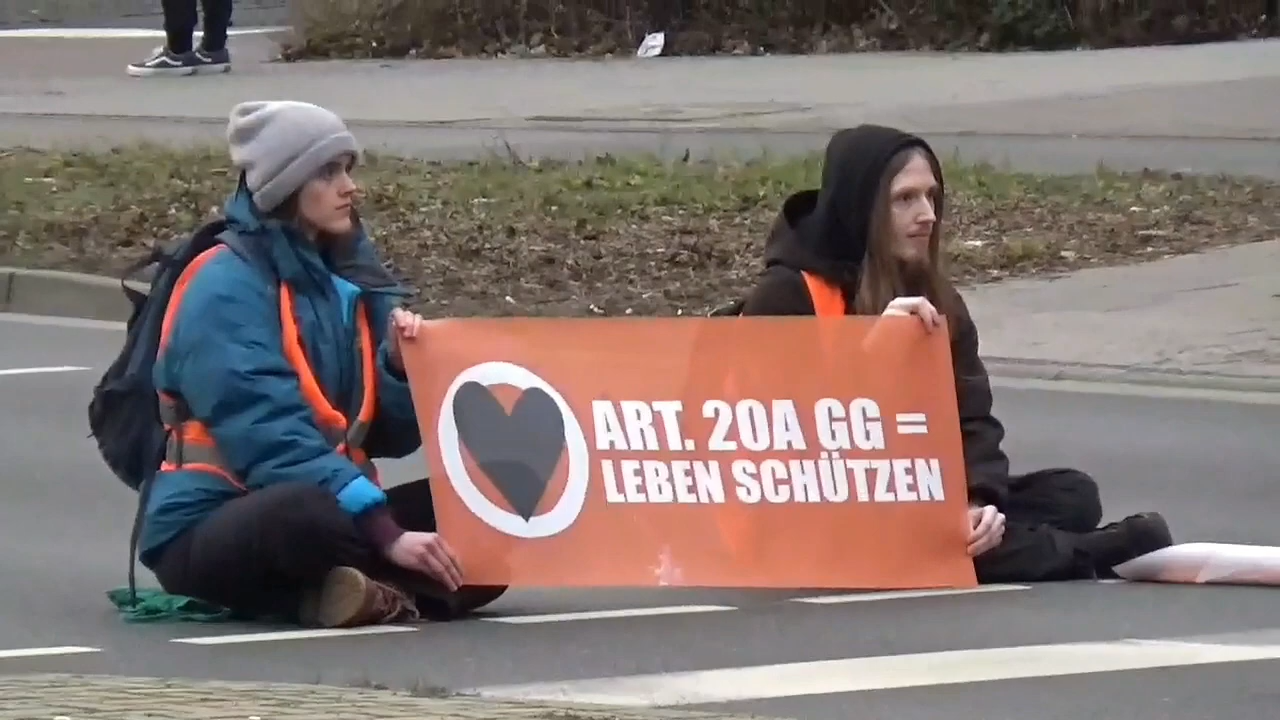 ART. 20A GG =
LEBEN SCHÜTZEN